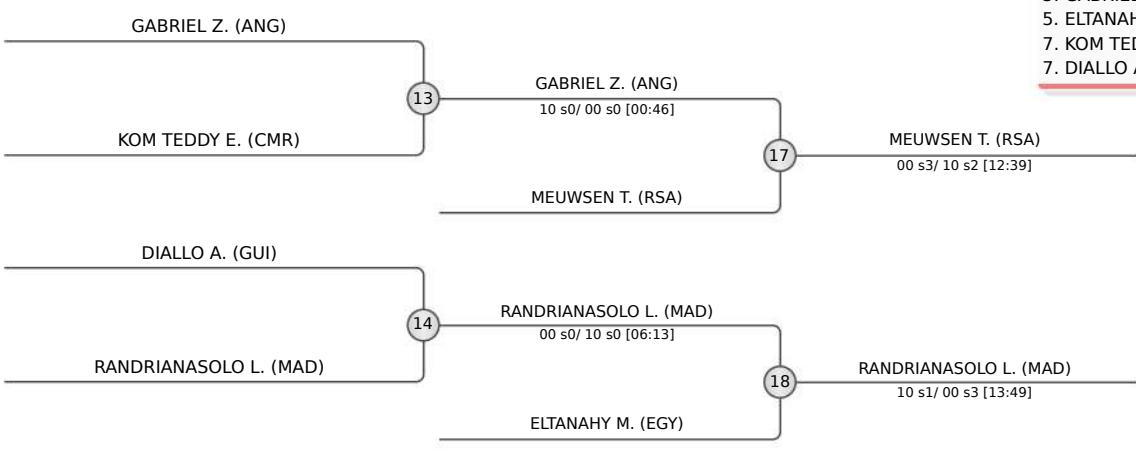 GABRIEL Z. (ANG)
5. ELTANAH
7. KOM TED
7. DIALLO
13
GABRIEL Z. (ANG)
10 s0/ 00 s0 [00:46]
KOM TEDDY E. (CMR)
17
MEUWSEN T. (RSA)
00 s3/ 10 s2 [12:39]
MEUWSEN T. (RSA)
DIALLO A. (GUI)
14
RANDRIANASOLO L. (MAD)
00 s0/ 10 s0 [06:13]
RANDRIANASOLO L. (MAD)
18
RANDRIANASOLO L. (MAD)
10 s1/ 00 s3 [13:49]
ELTANAHY M. (EGY)